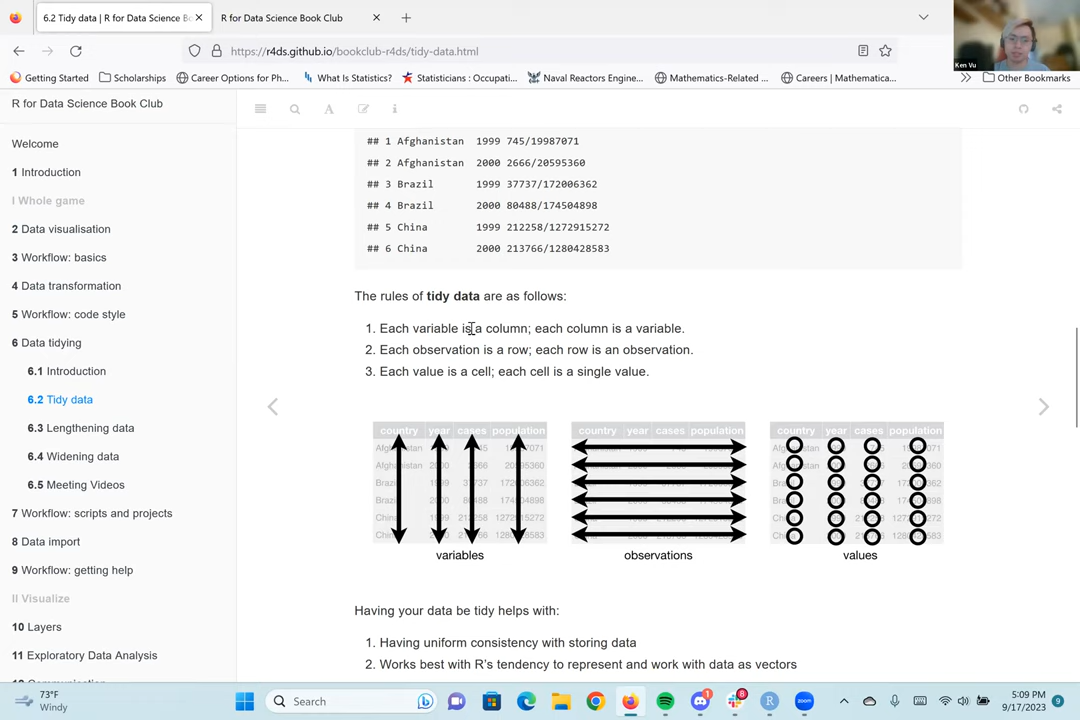 6.2 Tidy data | R for Data Science Bo
R for Data Science Book Club
https://r4ds.github.io/bookclub-r4ds/tidy-data.html
Ken Vu
Getting Started
Scholarships
Career Options for Ph...
What Is Statistics?
Statisticians : Occupati...
Naval Reactors Engine...
Mathematics-Related ...
Careers | Mathematica...
Other Bookmarks
R for Data Science Book Club
Welcome
1 Introduction
I Whole game
2 Data visualisation
3 Workflow: basics
4 Data transformation
5 Workflow: code style
6 Data tidying
6.1 Introduction
6.2 Tidy data
6.3 Lengthening data
6.4 Widening data
6.5 Meeting Videos
7 Workflow: scripts and projects
8 Data import
9 Workflow: getting help
II Visualize
10 Layers
11 Exploratory Data Analysis
## 1 Afghanistan 1999 745/19987071
## 2 Afghanistan 2000 2666/20595360
## 3 Brazil 1999 37737/172006362
## 4 Brazil 2000 80488/174504898
## 5 China 1999 212258/1272915272
## 6 China 2000 213766/1280428583
The rules of tidy data are as follows:
1. Each variable is a column; each column is a variable.
2. Each observation is a row; each row is an observation.
3. Each value is a cell; each cell is a single value.
country year cases population
country year cases population
country year cases population
variables
observations
values
Having your data be tidy helps with:
1. Having uniform consistency with storing data
2. Works best with R's tendency to represent and work with data as vectors
73°F
Windy
Search
1
8
5:09 PM
9/17/2023
9